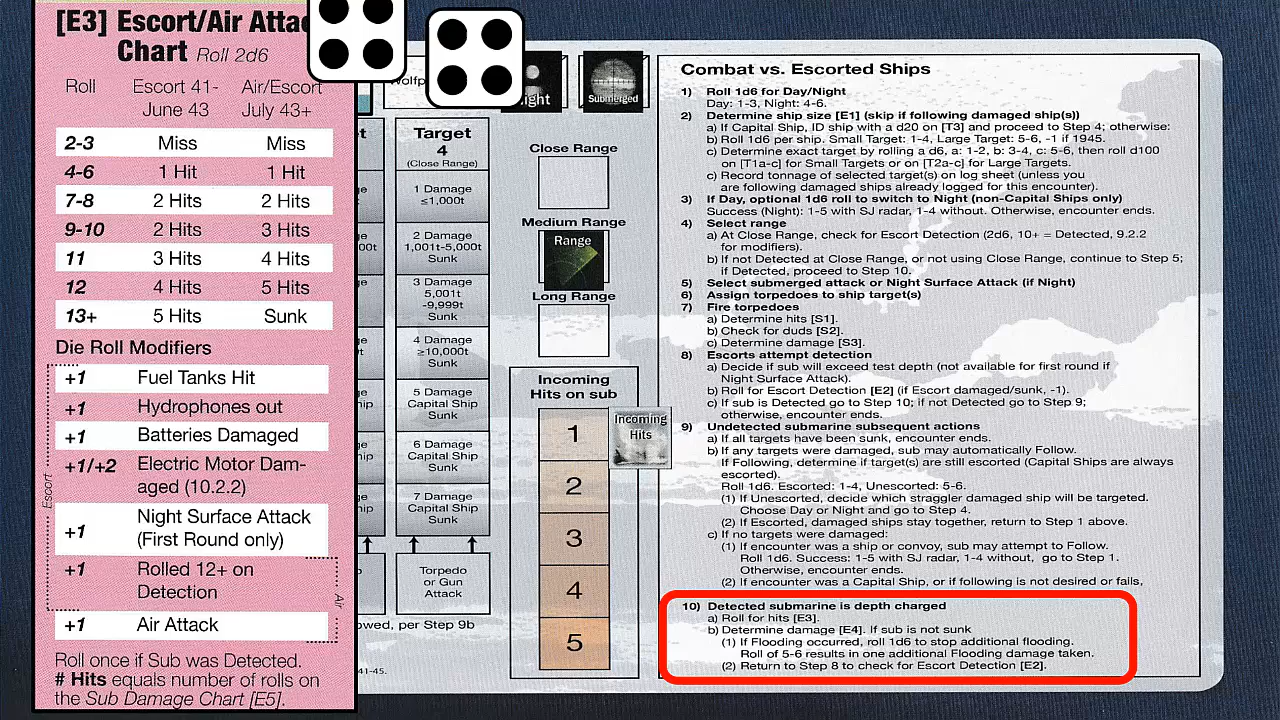 [E3] Escort/Air Attac
Chart Roll 2d6
Roll Escort 41- Air/Escort
June 43 July 43+
2-3 Miss Miss
4-6 1 Hit 1 Hit
7-8 2 Hits 2 Hits
9-10 2 Hits 3 Hits
11 3 Hits 4 Hits
12 4 Hits 5 Hits
13+ 5 Hits Sunk
Die Roll Modifiers
+1 Fuel Tanks Hit
+1 Hydrophones out
+1 Batteries Damaged
+1/+2 Electric Motor Dam-
aged (10.2.2)
+1 Night Surface Attack
(First Round only)
+1 Rolled 12+ on
Detection
+1 Air Attack
Escort
Air
Roll once if Sub was Detected.
# Hits equals number of rolls on
the Sub Damage Chart [E5].
Submerged
Target
4
(Close Range)
1 Damage
≤1,000t
2 Damage
1,001t-5,000t
Sunk
3 Damage
5,001t
-9,999t
Sunk
4 Damage
≥10,000t
Sunk
5 Damage
Capital Ship
Sunk
6 Damage
Capital Ship
Sunk
7 Damage
Capital Ship
Sunk
Torpedo
or Gun
Attack
owed, per Step 9b
41-45.
Close Range
Medium Range
Range
Long Range
Incoming
Hits on sub
1
2
3
4
5
Incoming
Hits
Combat vs. Escorted Ships
1) Roll 1d6 for Day/Night
Day: 1-3, Night: 4-6.
2) Determine ship size [E1] (skip if following damaged ship(s))
a) If Capital Ship, ID ship with a d20 on [T3] and proceed to Step 4; otherwise:
b) Roll 1d6 per ship. Small Target: 1-4, Large Target: 5-6, -1 if 1945.
c) Determine exact target by rolling a d6, a: 1-2, b: 3-4, c: 5-6, then roll d100
on [T1a-c] for Small Targets or on [T2a-c] for Large Targets.
c) Record tonnage of selected target(s) on log sheet (unless you
are following damaged ships already logged for this encounter).
3) If Day, optional 1d6 roll to switch to Night (non-Capital Ships only)
Success (Night): 1-5 with SJ radar, 1-4 without. Otherwise, encounter ends.
4) Select range
a) At Close Range, check for Escort Detection (2d6, 10+ = Detected, 9.2.2
for modifiers).
b) If not Detected at Close Range, or not using Close Range, continue to Step 5;
if Detected, proceed to Step 10.
5) Select submerged attack or Night Surface Attack (if Night)
6) Assign torpedoes to ship target(s)
7) Fire torpedoes
a) Determine hits [S1].
b) Check for duds [S2].
c) Determine damage [S3].
8) Escorts attempt detection
a) Decide if sub will exceed test depth (not available for first round if
Night Surface Attack).
b) Roll for Escort Detection [E2] (if Escort damaged/sunk, -1).
c) If sub is Detected go to Step 10; if not Detected go to Step 9;
otherwise, encounter ends.
9) Undetected submarine subsequent actions
a) If all targets have been sunk, encounter ends.
b) If any targets were damaged, sub may automatically Follow.
If Following, determine if target(s) are still escorted (Capital Ships are always
escorted).
Roll 1d6. Escorted: 1-4, Unescorted: 5-6.
(1) If Unescorted, decide which straggler damaged ship will be targeted.
Choose Day or Night and go to Step 4.
(2) If Escorted, damaged ships stay together, return to Step 1 above.
c) If no targets were damaged:
(1) If encounter was a ship or convoy, sub may attempt to Follow.
Roll 1d6. Success: 1-5 with SJ radar, 1-4 without, go to Step 1.
Otherwise, encounter ends.
(2) If encounter was a Capital Ship, or if following is not desired or fails,
10) Detected submarine is depth charged
a) Roll for hits [E3].
b) Determine damage [E4]. If sub is not sunk
(1) If Flooding occurred, roll 1d6 to stop additional flooding.
Roll of 5-6 results in one additional Flooding damage taken.
(2) Return to Step 8 to check for Escort Detection [E2].